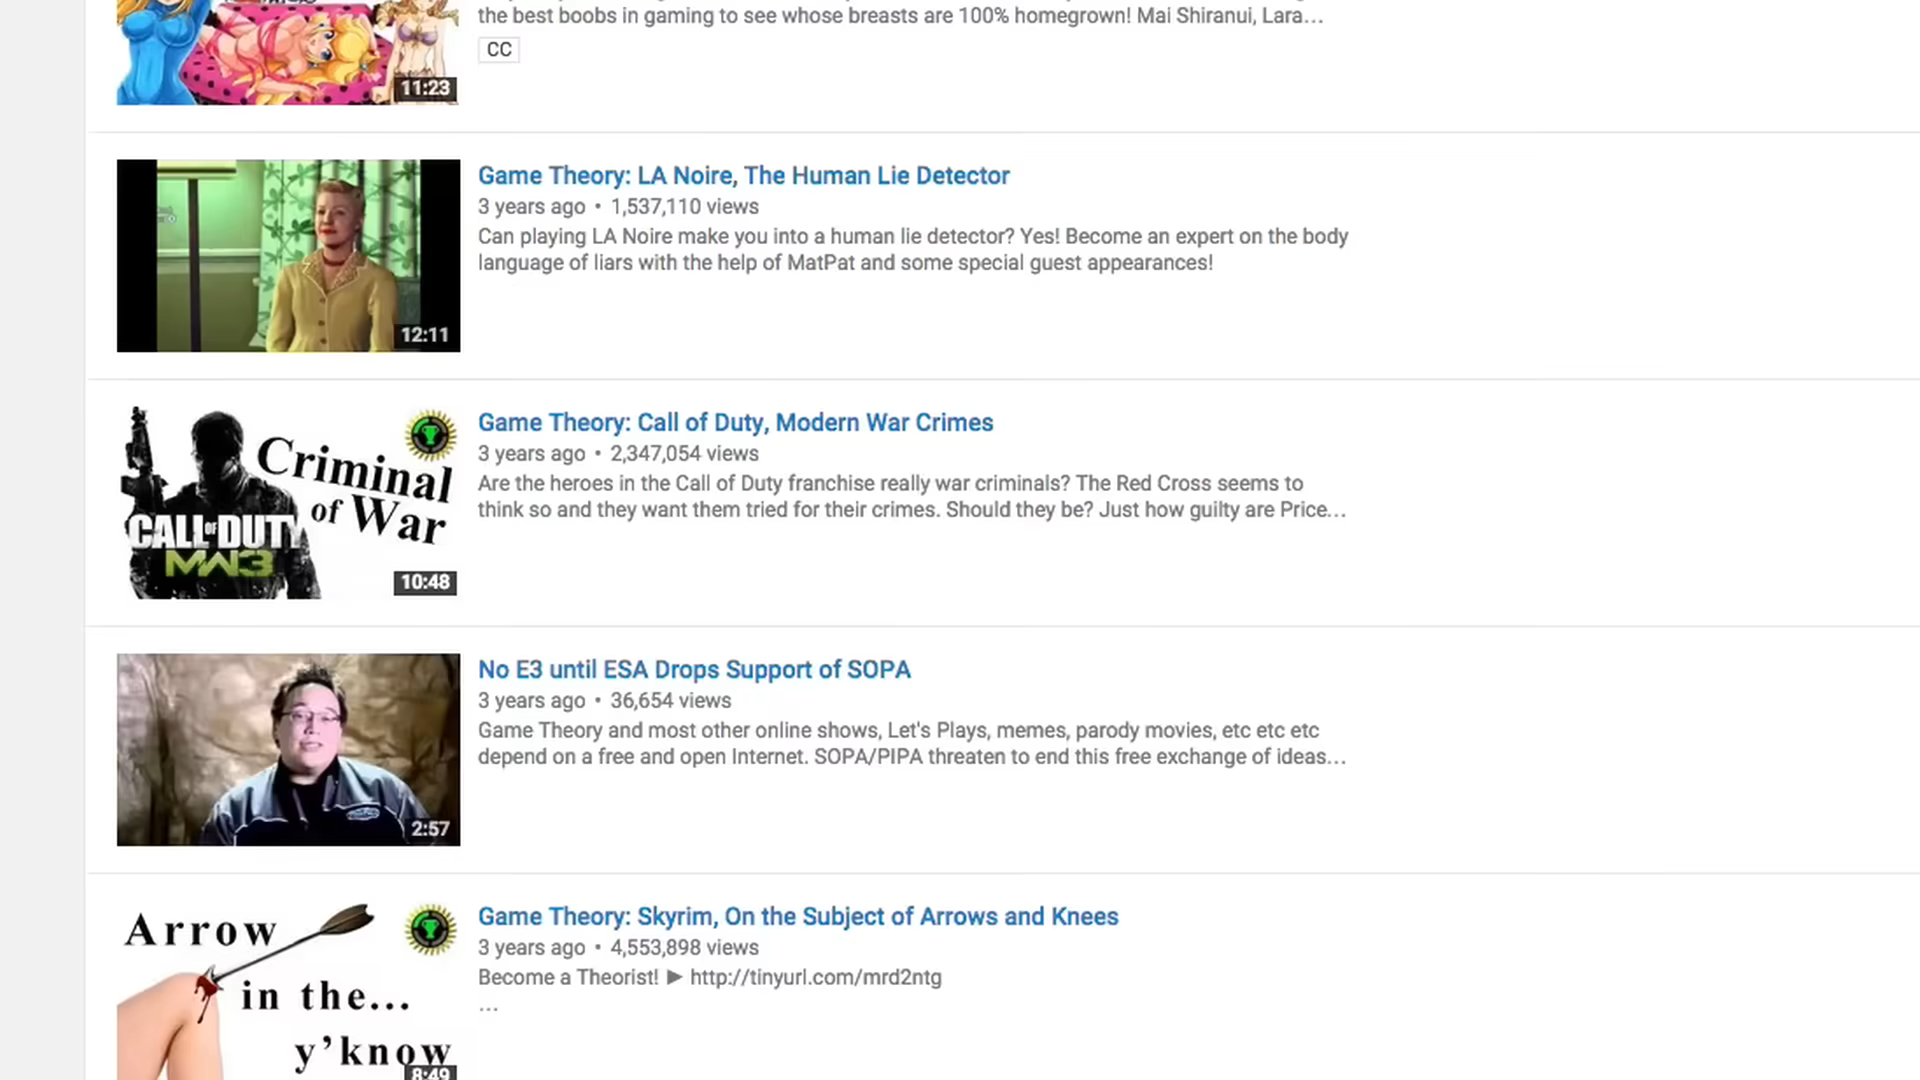 the best boobs in gaming to see whose breasts are 100% homegrown! Mai Shiranui, Lara...
CC
11:23
Game Theory: LA Noire, The Human Lie Detector
3 years ago • 1,537,110 views
Can playing LA Noire make you into a human lie detector? Yes! Become an expert on the body
language of liars with the help of MatPat and some special guest appearances!
12:11
Game Theory: Call of Duty, Modern War Crimes
3 years ago • 2,347,054 views
Are the heroes in the Call of Duty franchise really war criminals? The Red Cross seems to
think so and they want them tried for their crimes. Should they be? Just how guilty are Price...
Criminal
of War
CALL OF DUTY
MW3
10:48
No E3 until ESA Drops Support of SOPA
3 years ago • 36,654 views
Game Theory and most other online shows, Let's Plays, memes, parody movies, etc etc etc
depend on a free and open Internet. SOPA/PIPA threaten to end this free exchange of ideas...
2:57
Game Theory: Skyrim, On the Subject of Arrows and Knees
3 years ago • 4,553,898 views
Become a Theorist! ► http://tinyurl.com/mrd2ntg
...
Arrow
in the...
y'know
8:49